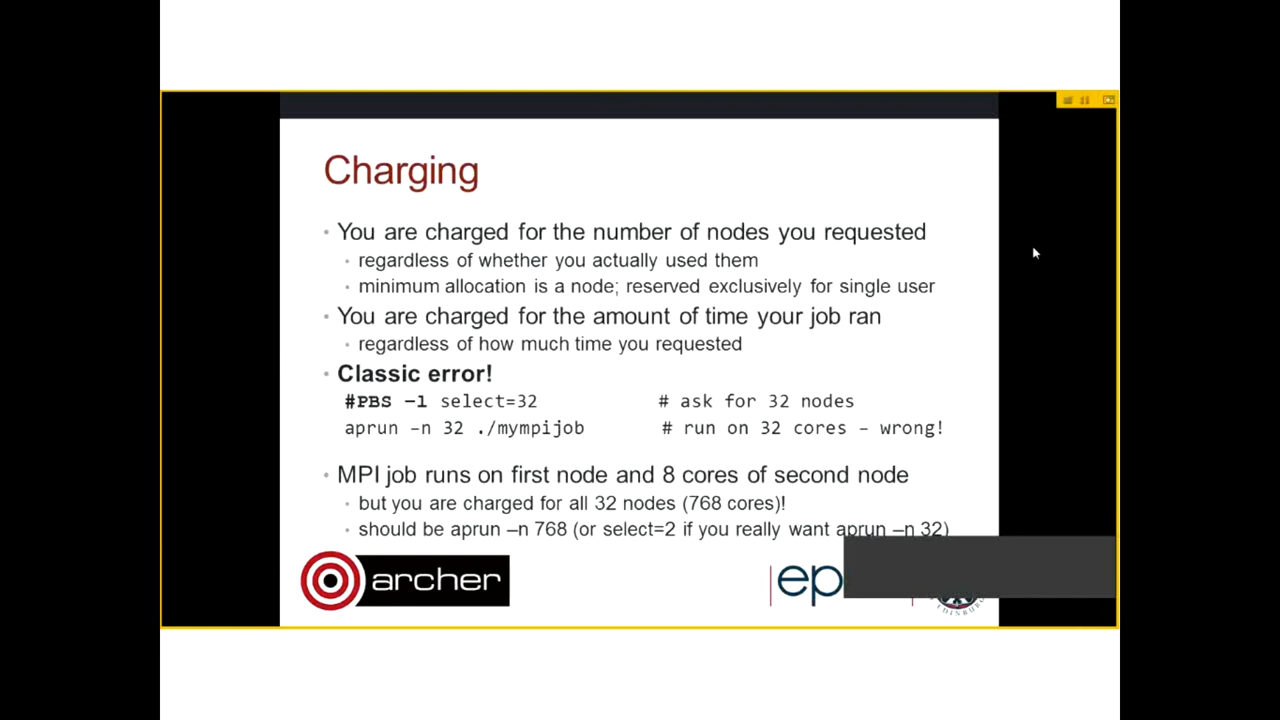 Charging
• You are charged for the number of nodes you requested
• regardless of whether you actually used them
• minimum allocation is a node; reserved exclusively for single user
• You are charged for the amount of time your job ran
• regardless of how much time you requested
• Classic error!
#PBS –l select=32 # ask for 32 nodes
aprun –n 32 ./mympijob # run on 32 cores – wrong!
• MPI job runs on first node and 8 cores of second node
• but you are charged for all 32 nodes (768 cores)!
• should be aprun –n 768 (or select=2 if you really want aprun –n 32)
archer
ep
EDINBURG